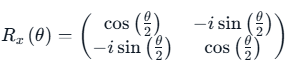 R_x (θ) = ( cos (θ/2) −i sin (θ/2)
−i sin (θ/2) cos (θ/2) )